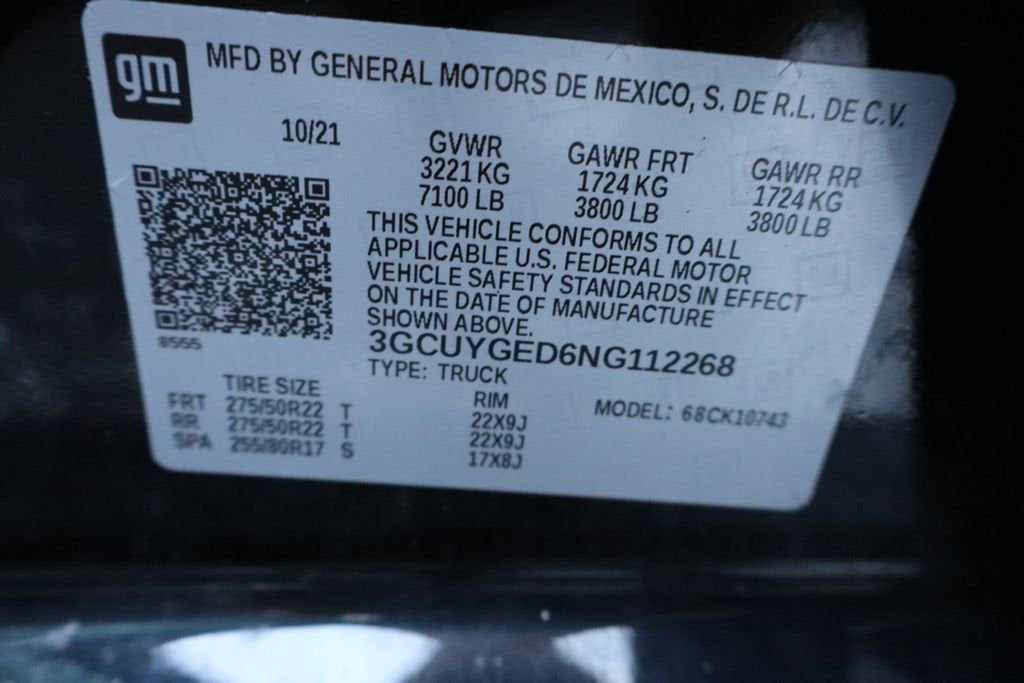 gm
MFD BY GENERAL MOTORS DE MEXICO, S. DE R.L. DE C.V.
10/21
GVWR
3221 KG
7100 LB
GAWR FRT
1724 KG
3800 LB
GAWR RR
1724 KG
3800 LB
THIS VEHICLE CONFORMS TO ALL
APPLICABLE U.S. FEDERAL MOTOR
VEHICLE SAFETY STANDARDS IN EFFECT
ON THE DATE OF MANUFACTURE
SHOWN ABOVE.
8555
3GCUYGED6NG112268
TYPE: TRUCK
TIRE SIZE
RIM
FRT 275/50R22 T 22X9J
RR 275/50R22 T 22X9J
SPA 255/80R17 S 17X8J
MODEL: 68CK10743